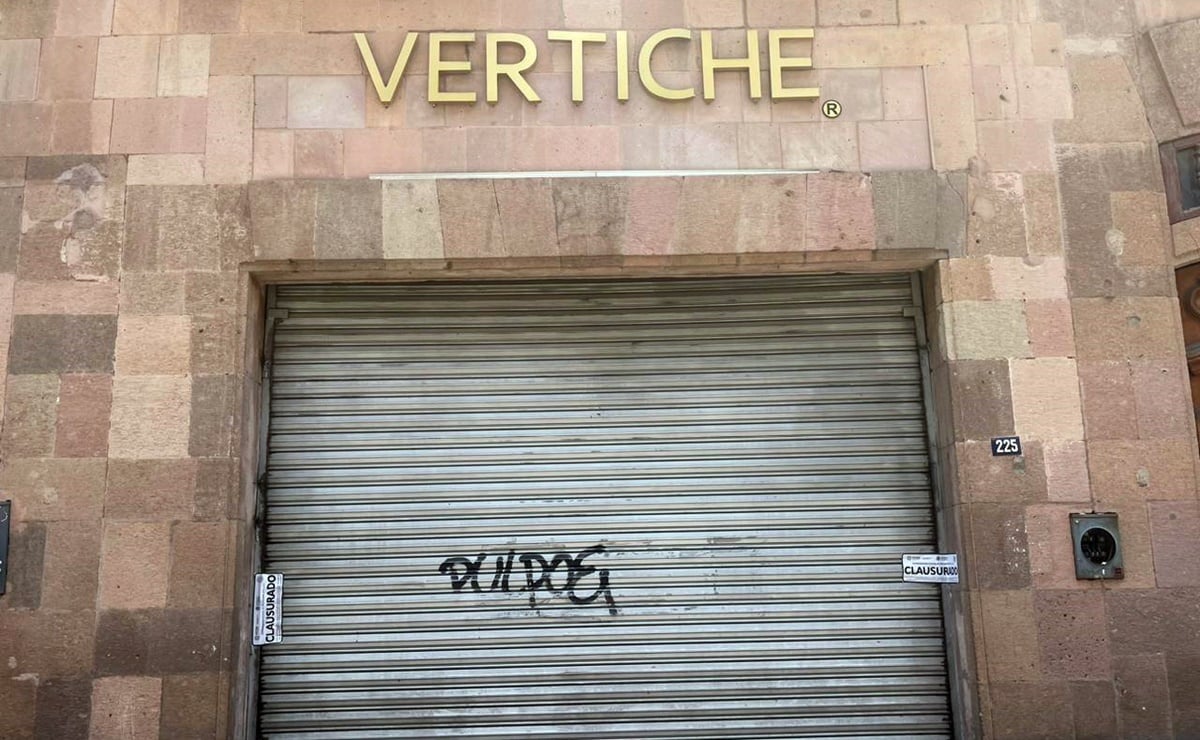 VERTICHE
®
225
CLAUSURADO
CLAUSURADO